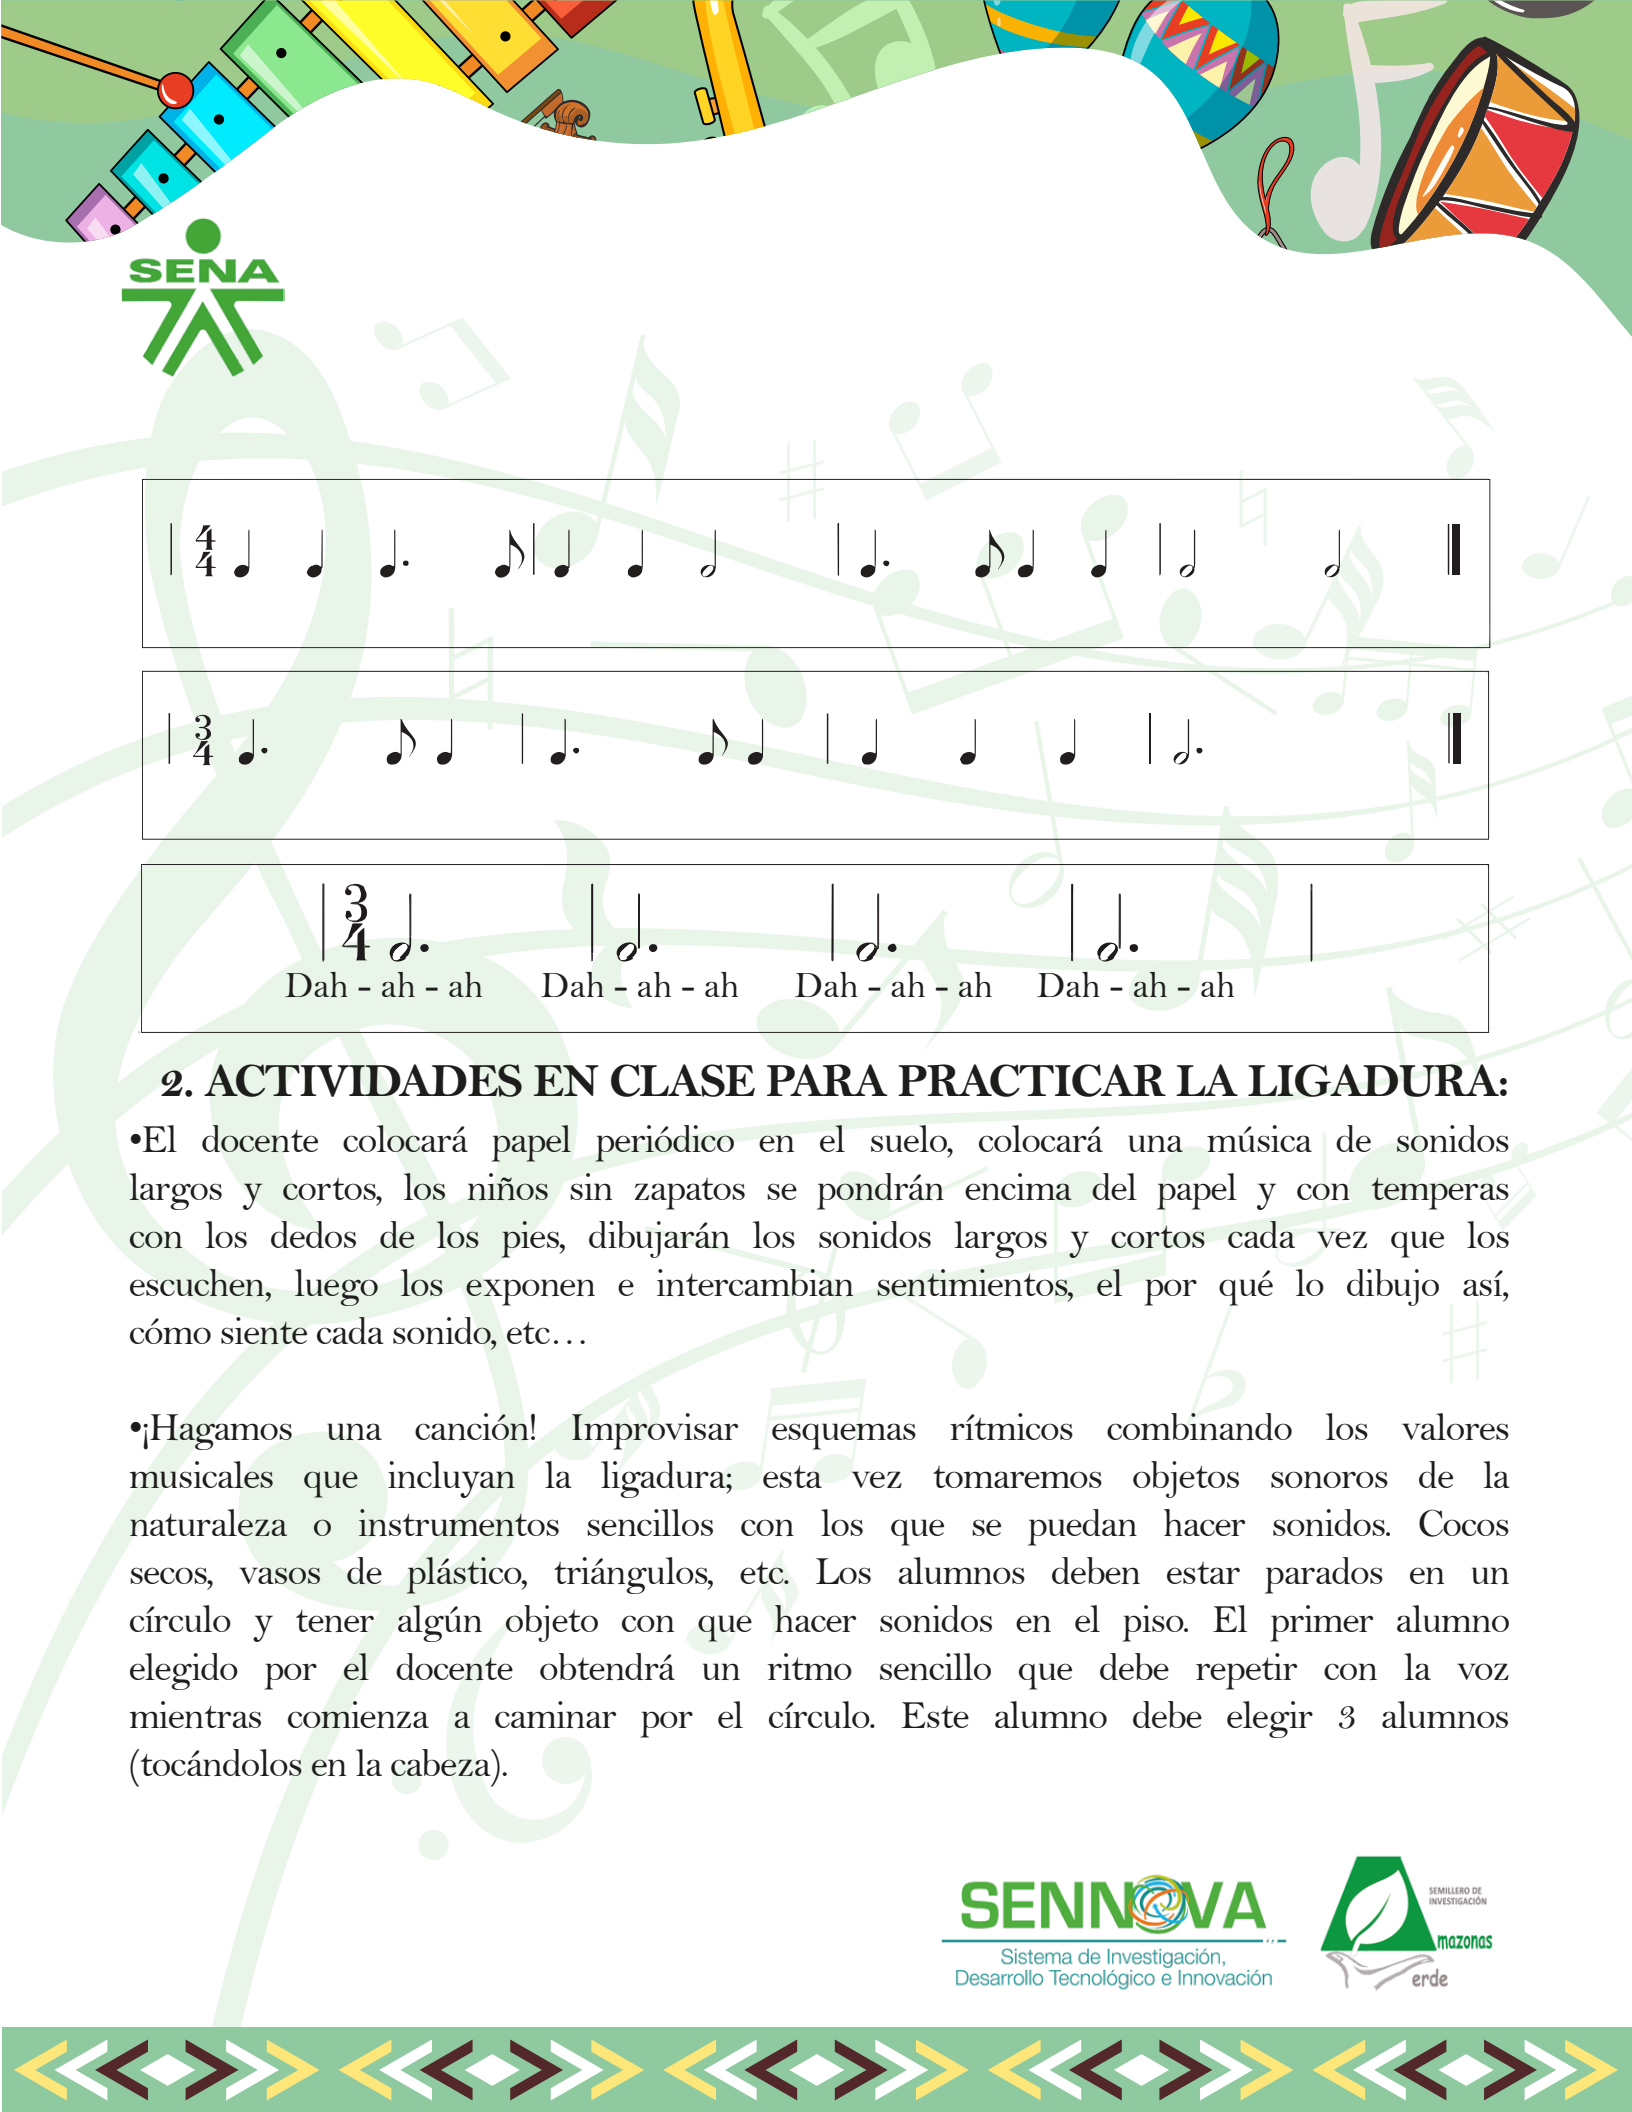 SENA
4
4
3
4
3
4
Dah - ah - ah Dah - ah - ah Dah - ah - ah Dah - ah - ah
2. ACTIVIDADES EN CLASE PARA PRACTICAR LA LIGADURA:
•El docente colocará papel periódico en el suelo, colocará una música de sonidos
largos y cortos, los niños sin zapatos se pondrán encima del papel y con temperas
con los dedos de los pies, dibujarán los sonidos largos y cortos cada vez que los
escuchen, luego los exponen e intercambian sentimientos, el por qué lo dibujo así,
cómo siente cada sonido, etc…
•¡Hagamos una canción! Improvisar esquemas rítmicos combinando los valores
musicales que incluyan la ligadura; esta vez tomaremos objetos sonoros de la
naturaleza o instrumentos sencillos con los que se puedan hacer sonidos. Cocos
secos, vasos de plástico, triángulos, etc. Los alumnos deben estar parados en un
círculo y tener algún objeto con que hacer sonidos en el piso. El primer alumno
elegido por el docente obtendrá un ritmo sencillo que debe repetir con la voz
mientras comienza a caminar por el círculo. Este alumno debe elegir 3 alumnos
(tocándolos en la cabeza).
SENNOVA
Sistema de Investigación,
Desarrollo Tecnológico e Innovación
SEMILLERO DE
INVESTIGACIÓN
mazonas
erde